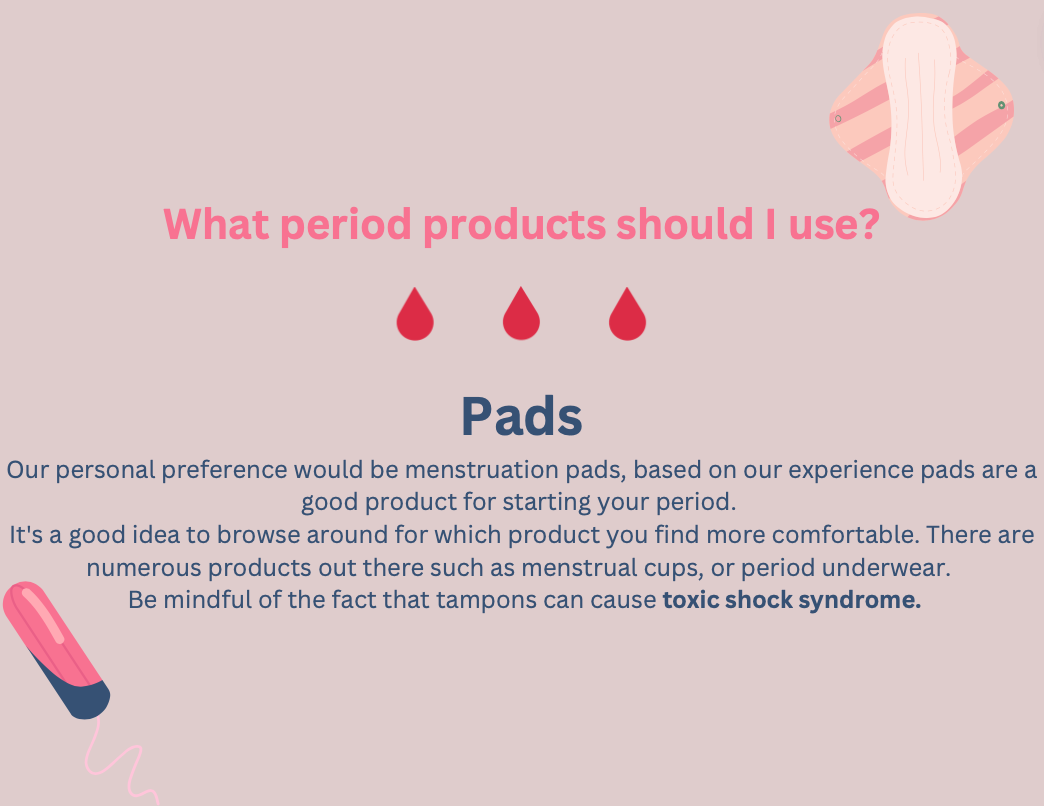 What period products should I use?
Pads
Our personal preference would be menstruation pads, based on our experience pads are a
good product for starting your period.
It's a good idea to browse around for which product you find more comfortable. There are
numerous products out there such as menstrual cups, or period underwear.
Be mindful of the fact that tampons can cause toxic shock syndrome.